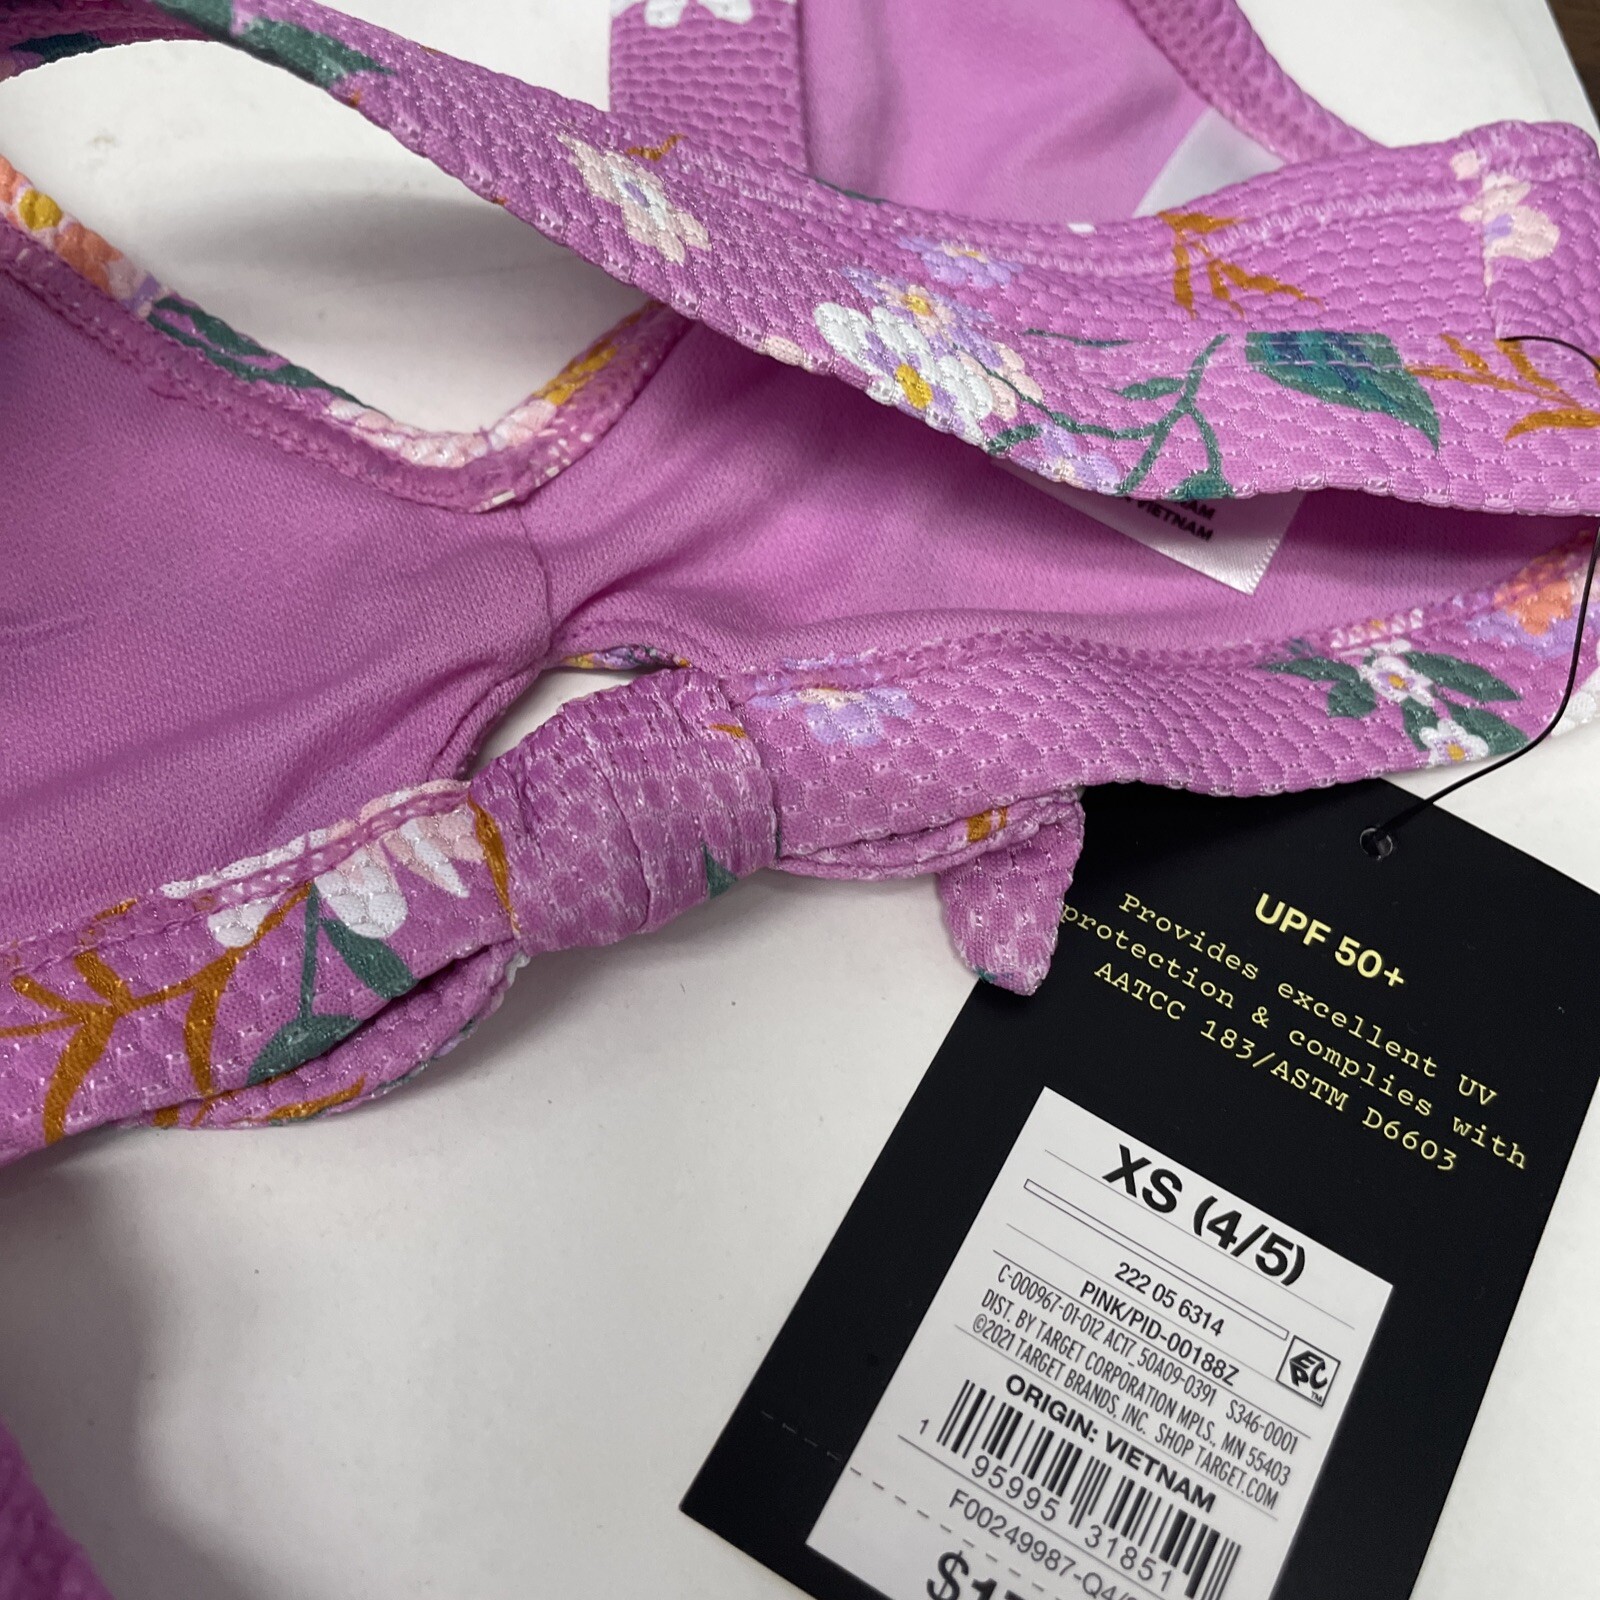 AM
VIETNAM
UPF 50+
Provides excellent UV
protection & complies with
AATCC 183/ASTM D6603
XS (4/5)
222 05 6314
PINK/PID-00188Z
C-000967-01-012 ACT7_50A09-0391 S346-0001
DIST. BY TARGET CORPORATION MPLS., MN 55403
©2021 TARGET BRANDS, INC. SHOP TARGET.COM
ORIGIN: VIETNAM
1 95995 31851
F00249987-Q4/